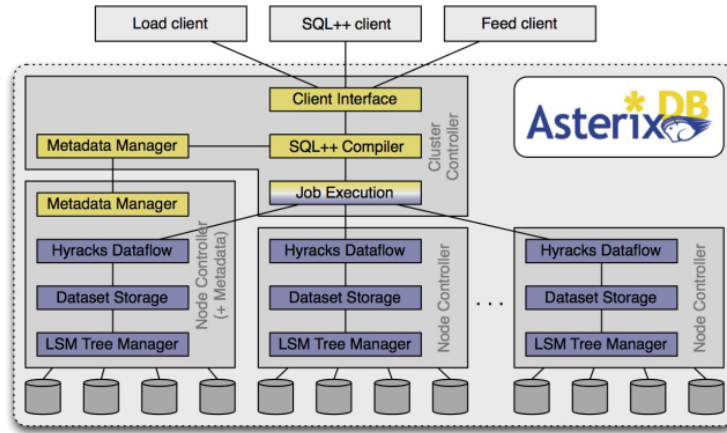 Load client
SQL++ client
Feed client
Client Interface
AsterixDB
Metadata Manager
SQL++ Compiler
Cluster
Controller
Metadata Manager
Job Execution
Hyracks Dataflow
Hyracks Dataflow
Hyracks Dataflow
Dataset Storage
Dataset Storage
Dataset Storage
LSM Tree Manager
LSM Tree Manager
LSM Tree Manager
Node Controller
(+ Metadata)
Node Controller
. . .
Node Controller